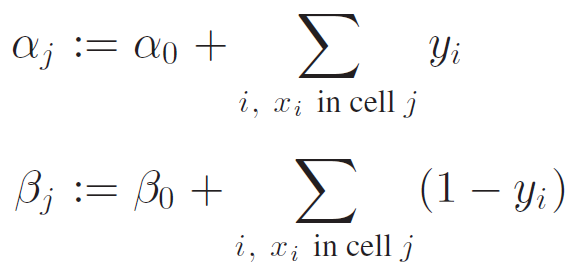 αⱼ := α₀ + ∑ yᵢ
i, xᵢ in cell j
βⱼ := β₀ + ∑ (1 − yᵢ)
i, xᵢ in cell j